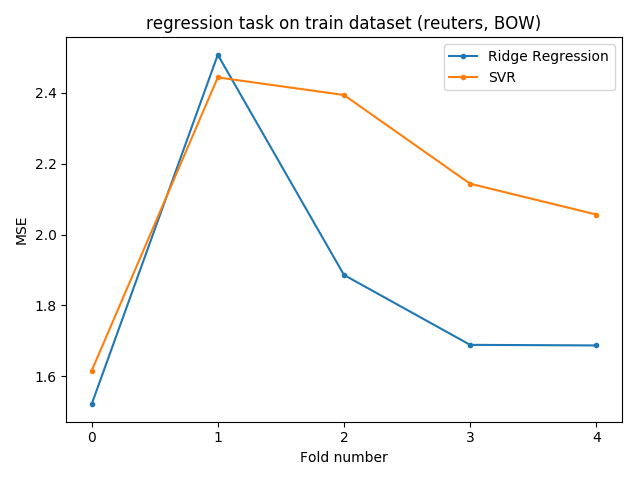 regression task on train dataset (reuters, BOW)
Ridge Regression
SVR
2.4
2.2
2.0
1.8
1.6
MSE
0 1 2 3 4
Fold number